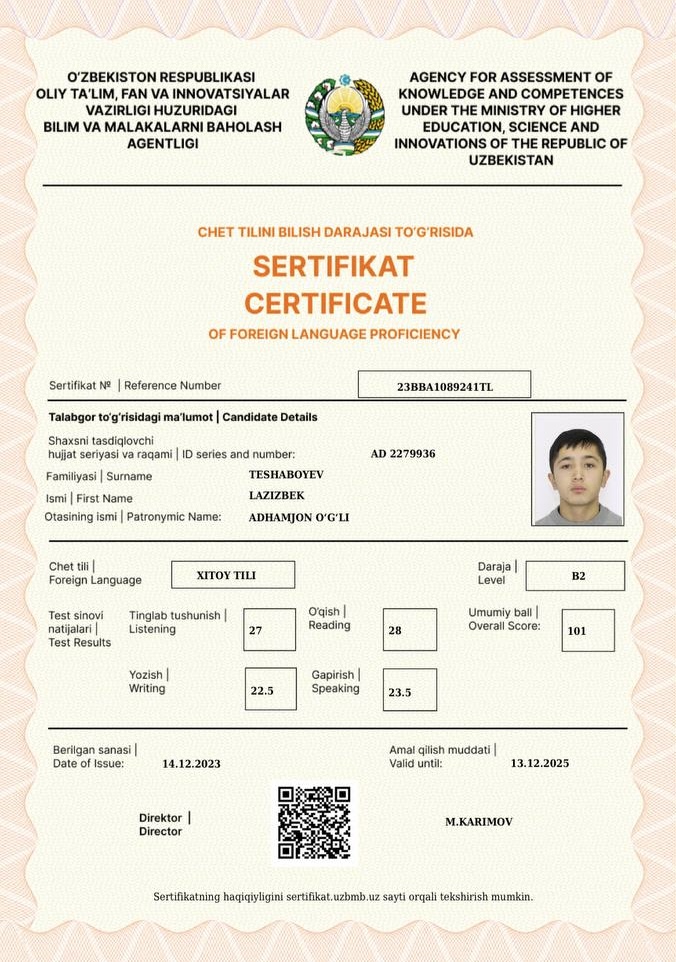 O‘ZBEKISTON RESPUBLIKASI
OLIY TA’LIM, FAN VA INNOVATSIYALAR
VAZIRLIGI HUZURIDAGI
BILIM VA MALAKALARNI BAHOLASH
AGENTLIGI
AGENCY FOR ASSESSMENT OF
KNOWLEDGE AND COMPETENCES
UNDER THE MINISTRY OF HIGHER
EDUCATION, SCIENCE AND
INNOVATIONS OF THE REPUBLIC OF
UZBEKISTAN
CHET TILINI BILISH DARAJASI TO‘G‘RISIDA
SERTIFIKAT
CERTIFICATE
OF FOREIGN LANGUAGE PROFICIENCY
Sertifikat № | Reference Number 23BBA1089241TL
Talabgor to‘g‘risidagi ma’lumot | Candidate Details
Shaxsni tasdiqlovchi
hujjat seriyasi va raqami | ID series and number: AD 2279936
Familiyasi | Surname TESHABOYEV
Ismi | First Name LAZIZBEK
Otasining ismi | Patronymic Name: ADHAMJON O‘G‘LI
Chet tili |
Foreign Language
XITOY TILI
Daraja |
Level
B2
Test sinovi
natijalari |
Test Results
Tinglab tushunish |
Listening
27
O‘qish |
Reading
28
Umumiy ball |
Overall Score:
101
Yozish |
Writing
22.5
Gapirish |
Speaking
23.5
Berilgan sanasi |
Date of Issue: 14.12.2023
Amal qilish muddati |
Valid until: 13.12.2025
Direktor |
Director
M.KARIMOV
Sertifikatning haqiqiyligini sertifikat.uzbmb.uz sayti orqali tekshirish mumkin.